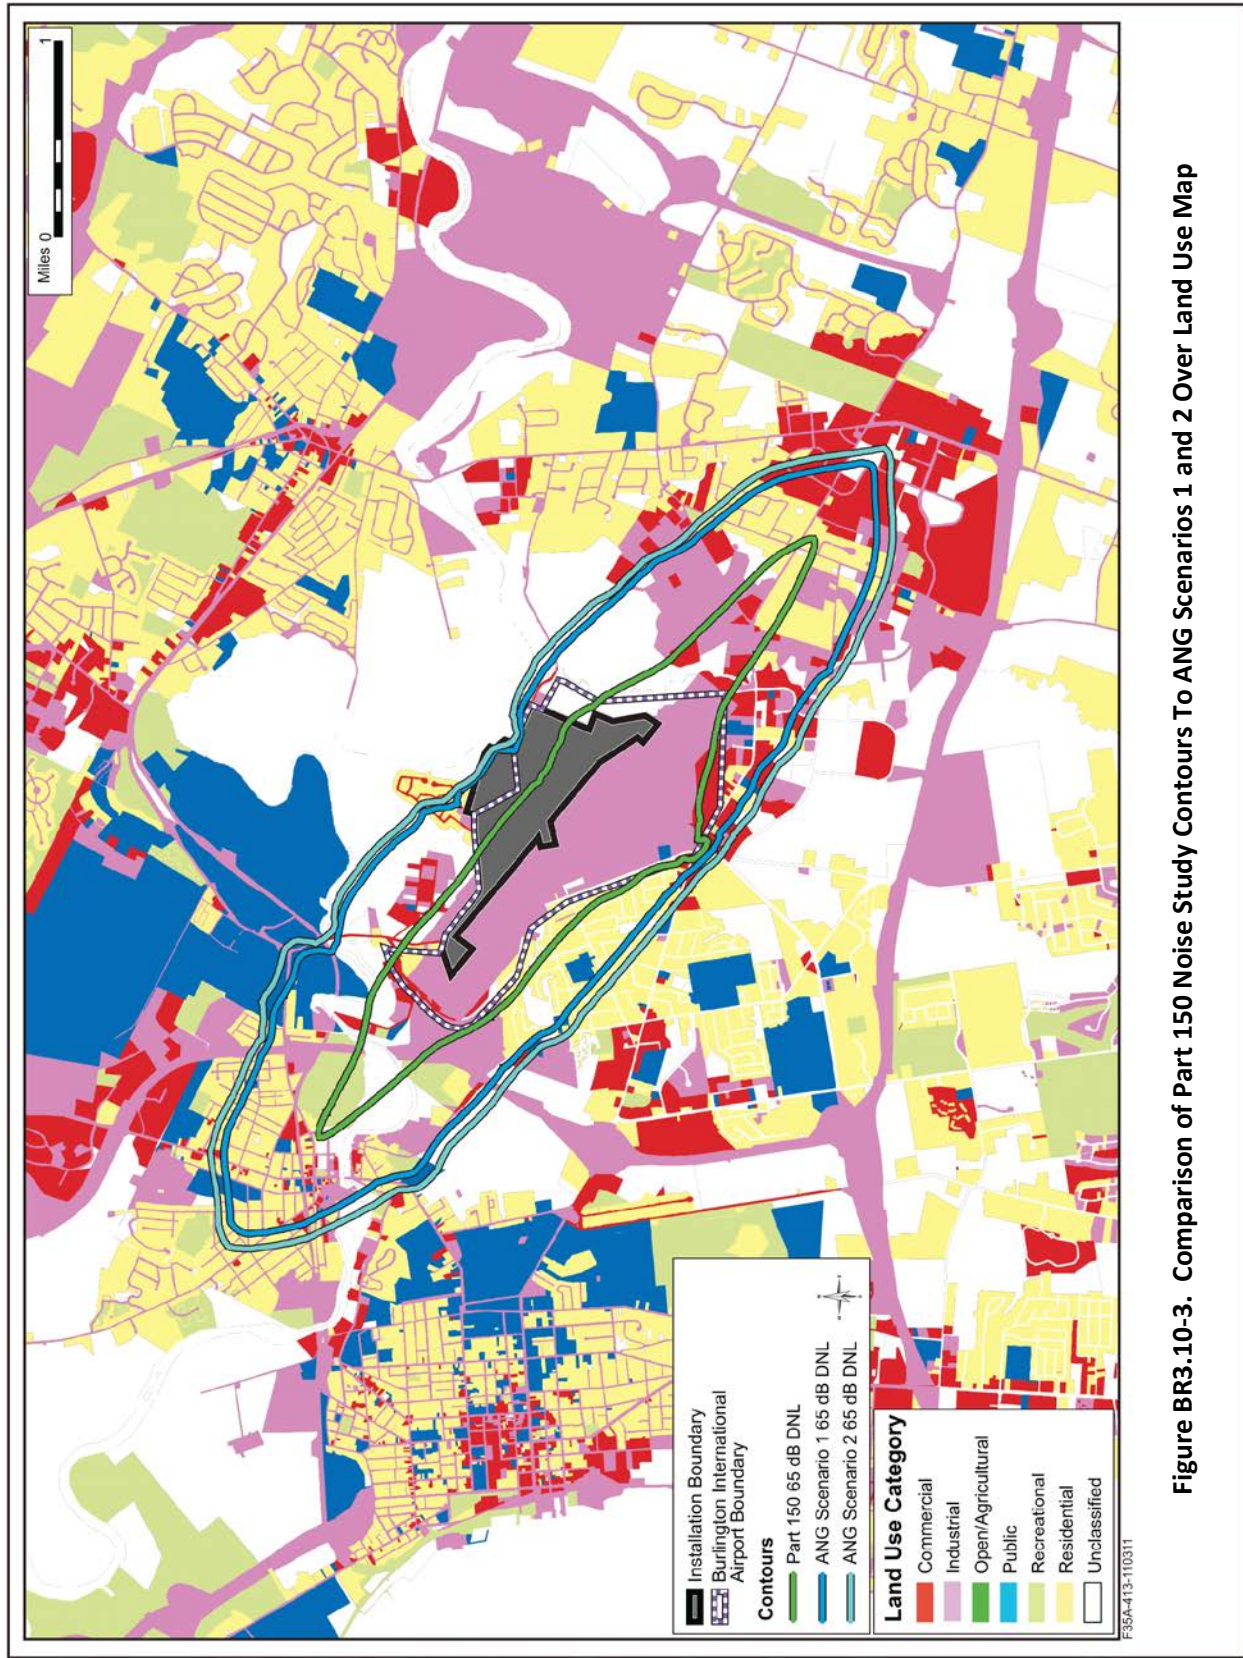 Miles 0 1
Installation Boundary
Burlington International
Airport Boundary
Contours
Part 150 65 dB DNL
ANG Scenario 1 65 dB DNL
ANG Scenario 2 65 dB DNL
Land Use Category
Commercial
Industrial
Open/Agricultural
Public
Recreational
Residential
Unclassified
F35A-413-110311
Figure BR3.10-3. Comparison of Part 150 Noise Study Contours To ANG Scenarios 1 and 2 Over Land Use Map